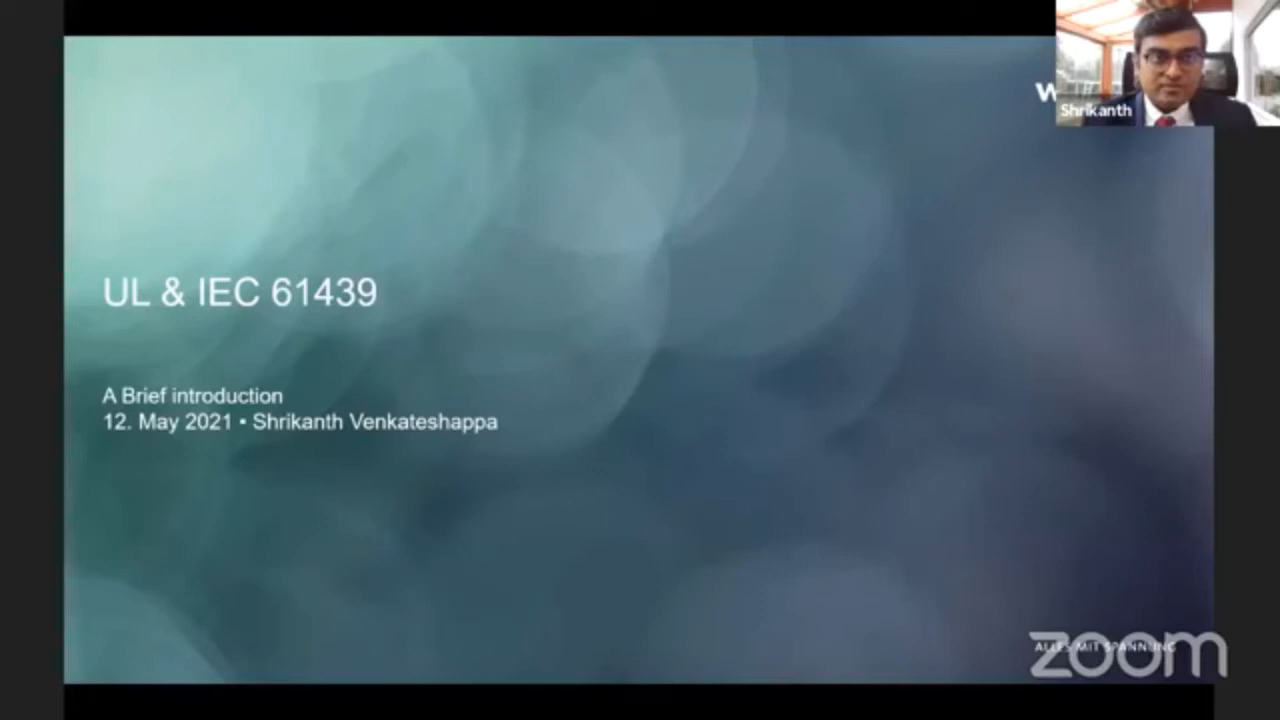 W
Shrikanth
UL & IEC 61439
A Brief introduction
12. May 2021 • Shrikanth Venkateshappa
ALLES MIT SPANNUNG
zoom